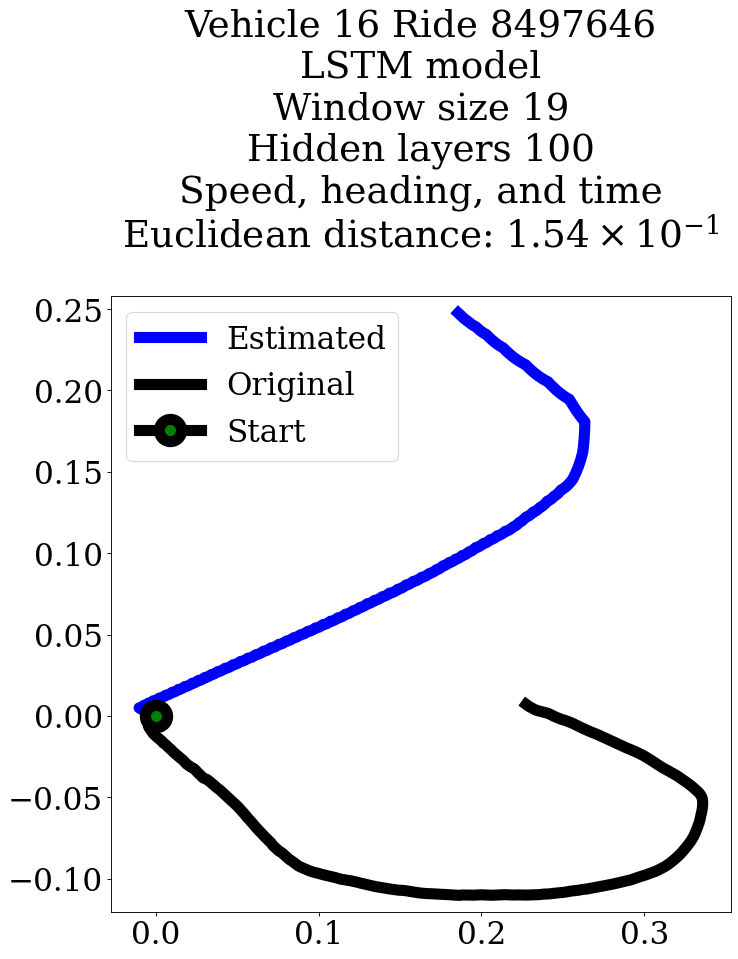 Vehicle 16 Ride 8497646
LSTM model
Window size 19
Hidden layers 100
Speed, heading, and time
Euclidean distance: 1.54 × 10⁻¹
Estimated
Original
Start
0.25
0.20
0.15
0.10
0.05
0.00
−0.05
−0.10
0.0 0.1 0.2 0.3